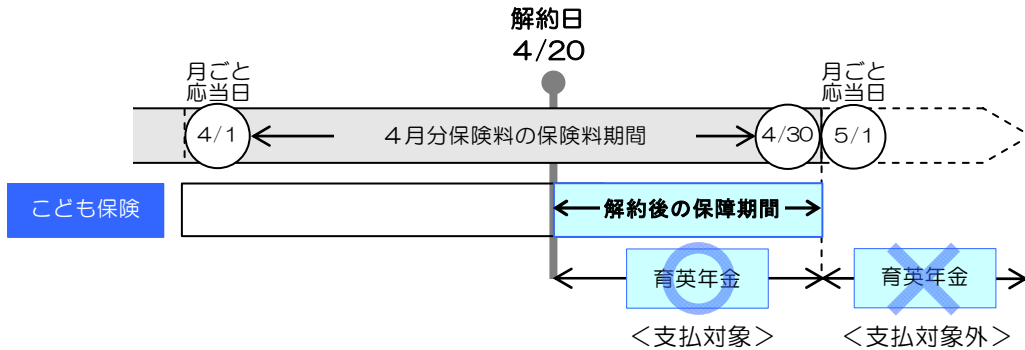 解約日
4/20
月ごと
応当日
月ごと
応当日
4/1
4月分保険料の保険料期間
4/30
5/1
こども保険
解約後の保障期間
育英年金
育英年金
＜支払対象＞
＜支払対象外＞